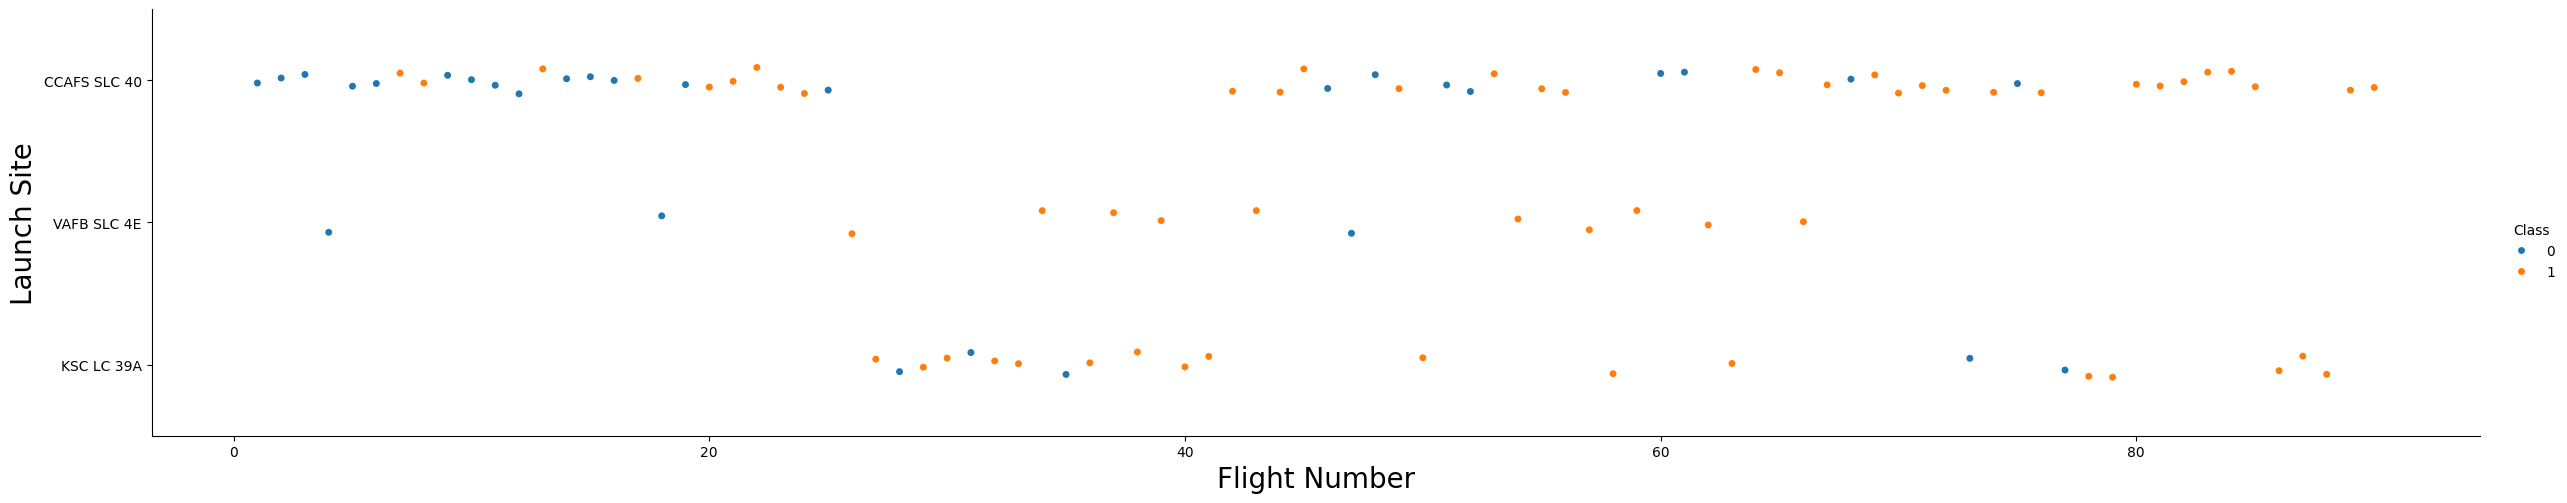 Launch Site
CCAFS SLC 40
VAFB SLC 4E
KSC LC 39A
0 20 40 60 80
Flight Number
Class
0
1